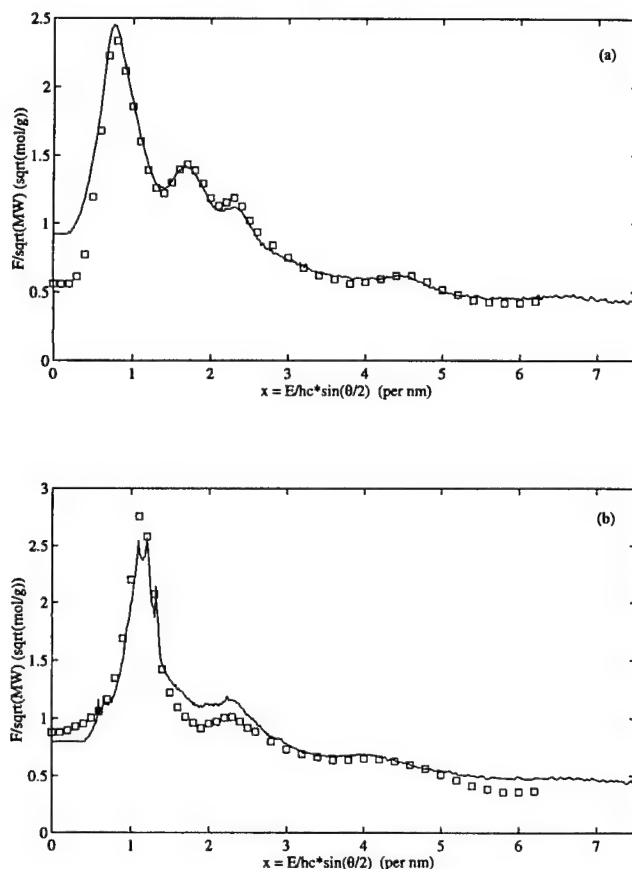 2.5
(a)
2
1.5
1
0.5
0
0 1 2 3 4 5 6 7
F/sqrt(MW) (sqrt(mol/g))
x = E/hc*sin(θ/2) (per nm)
3
(b)
2.5
2
1.5
1
0.5
0
0 1 2 3 4 5 6 7
F/sqrt(MW) (sqrt(mol/g))
x = E/hc*sin(θ/2) (per nm)